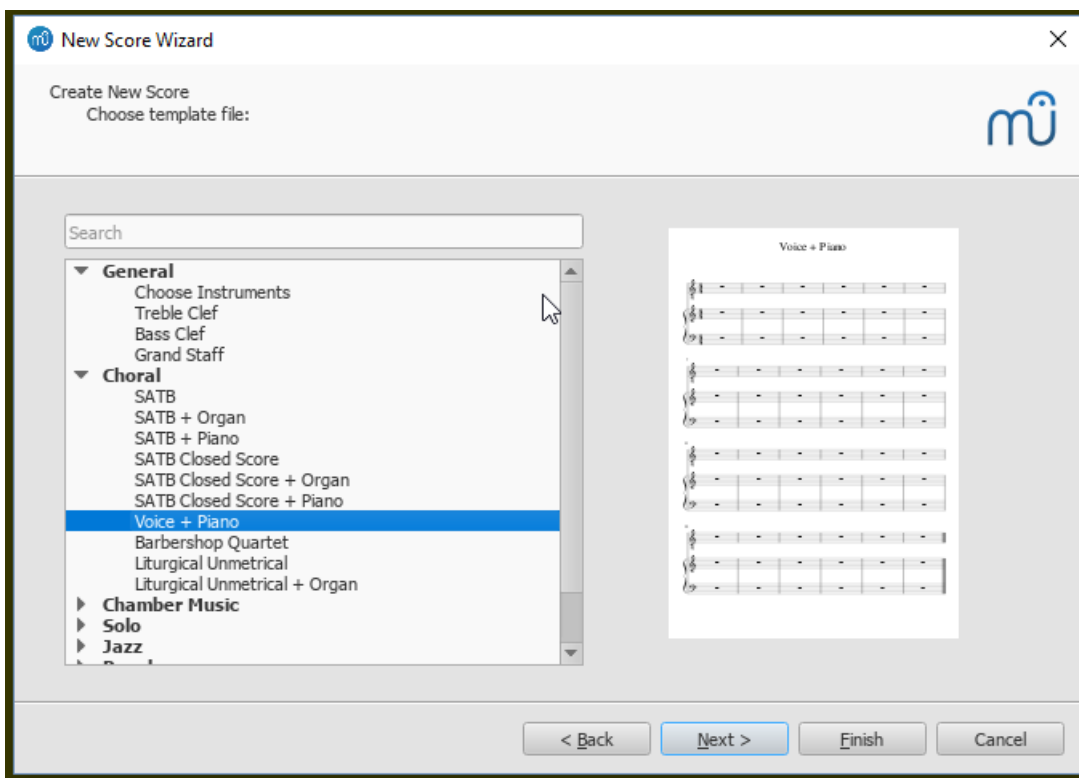 New Score Wizard
Create New Score
Choose template file:
Search
General
Choose Instruments
Treble Clef
Bass Clef
Grand Staff
Choral
SATB
SATB + Organ
SATB + Piano
SATB Closed Score
SATB Closed Score + Organ
SATB Closed Score + Piano
Voice + Piano
Barbershop Quartet
Liturgical Unmetrical
Liturgical Unmetrical + Organ
Chamber Music
Solo
Jazz
Voice + Piano
< Back
Next >
Finish
Cancel